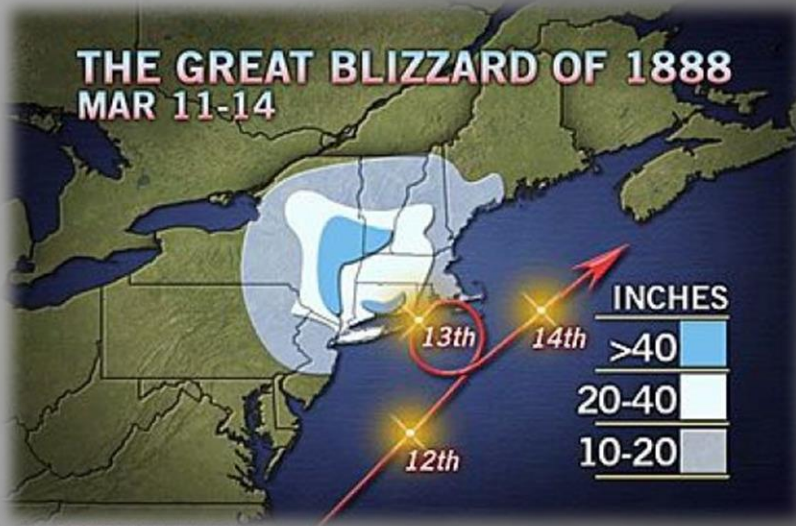 THE GREAT BLIZZARD OF 1888
MAR 11-14
13th
14th
12th
INCHES
>40
20-40
10-20